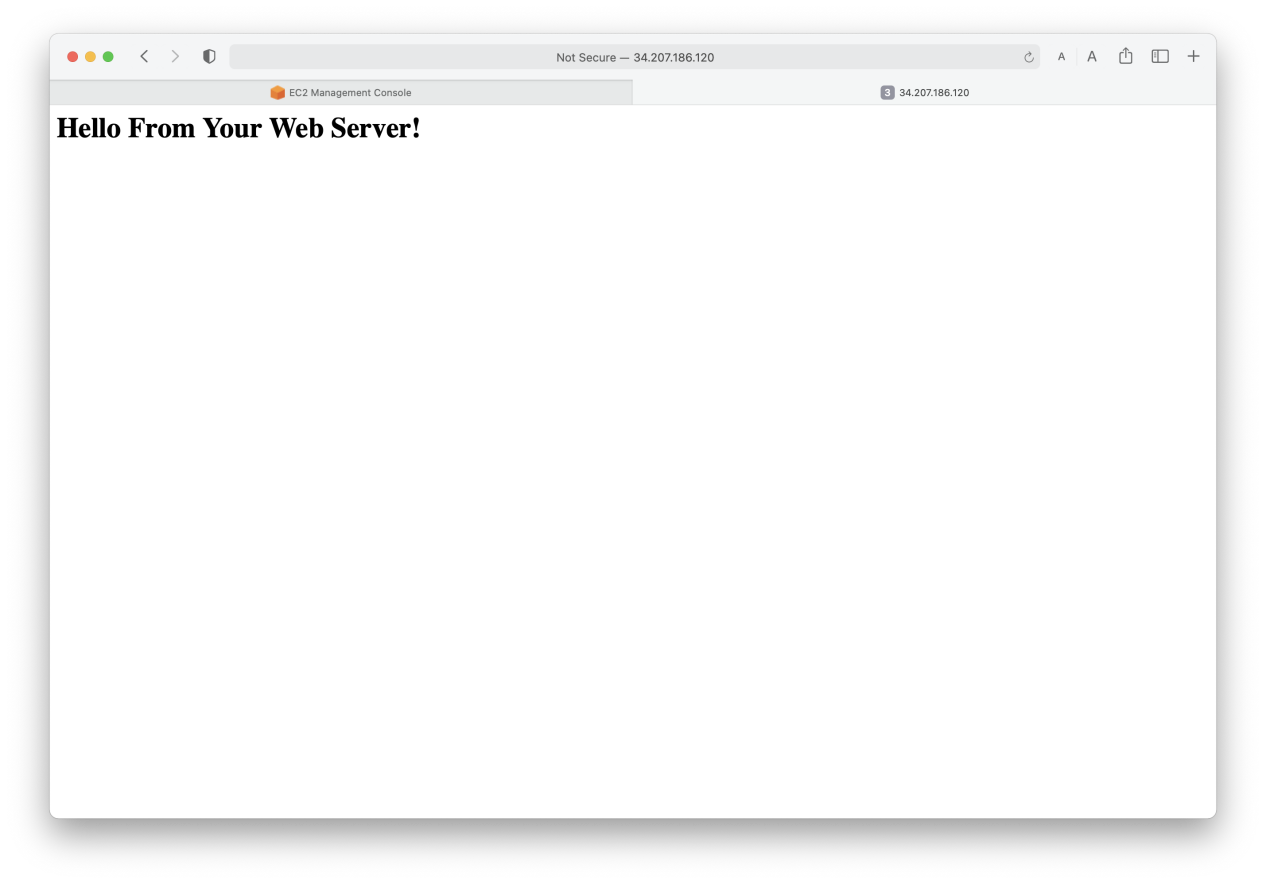 Not Secure — 34.207.186.120
A A
EC2 Management Console
3 34.207.186.120
Hello From Your Web Server!